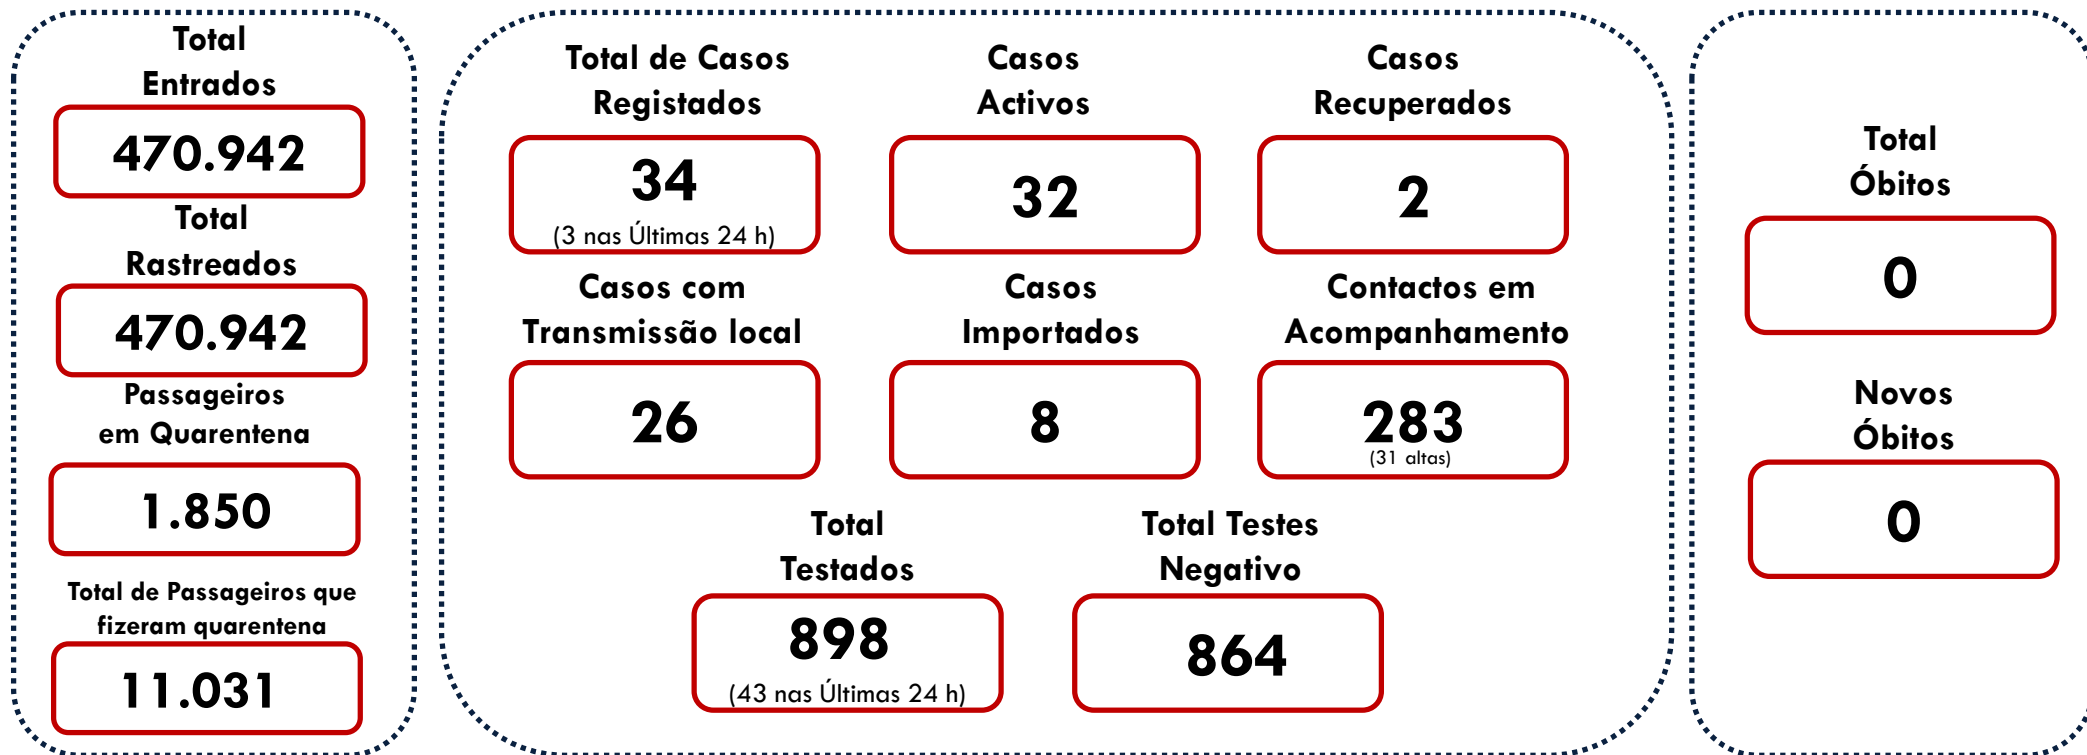 Total
Entrados
470.942
Total
Rastreados
470.942
Passageiros
em Quarentena
1.850
Total de Passageiros que
fizeram quarentena
11.031
Total de Casos
Registados
34
(3 nas Últimas 24 h)
Casos
Activos
32
Casos
Recuperados
2
Casos com
Transmissão local
26
Casos
Importados
8
Contactos em
Acompanhamento
283
(31 altas)
Total
Testados
898
(43 nas Últimas 24 h)
Total Testes
Negativo
864
Total
Óbitos
0
Novos
Óbitos
0